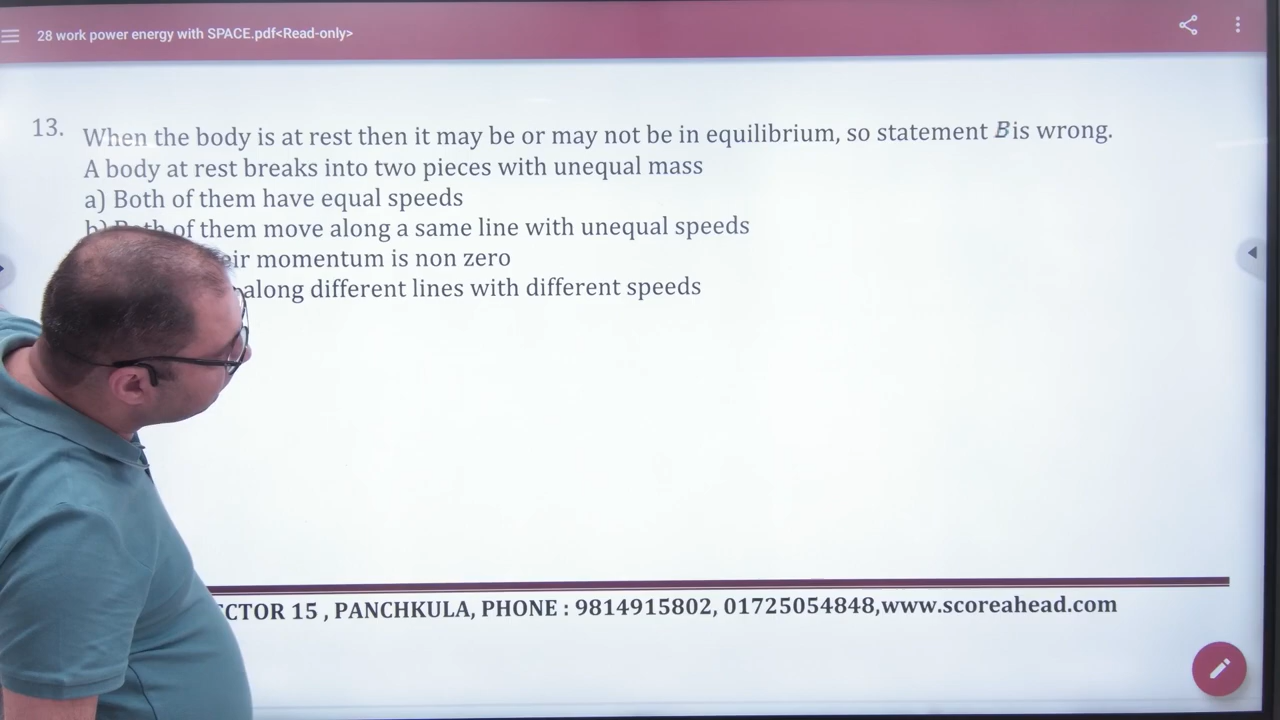 28 work power energy with SPACE.pdf<Read-only>
13. When the body is at rest then it may be or may not be in equilibrium, so statement B is wrong.
A body at rest breaks into two pieces with unequal mass
a) Both of them have equal speeds
b) Both of them move along a same line with unequal speeds
momentum is non zero
along different lines with different speeds
15 , PANCHKULA, PHONE : 9814915802, 01725054848,www.scoreahead.com